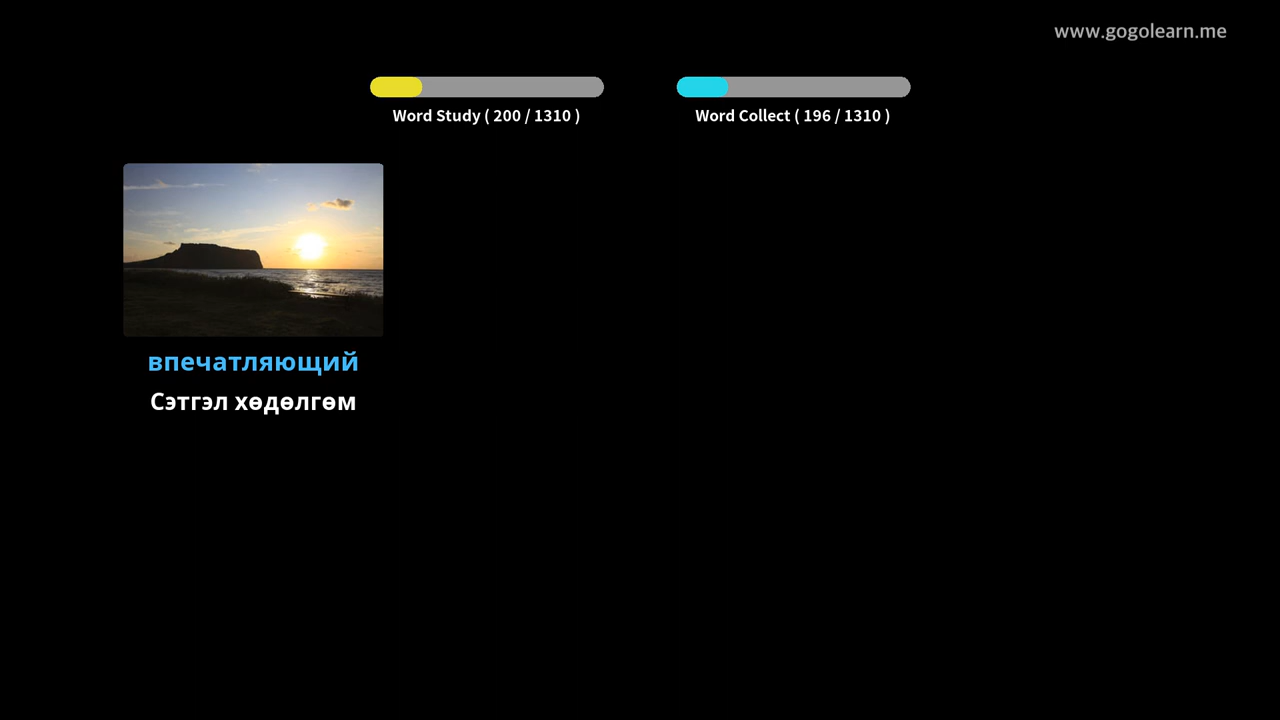 www.gogolearn.me
Word Study ( 200 / 1310 )
Word Collect ( 196 / 1310 )
впечатляющий
Сэтгэл хөдөлгөм